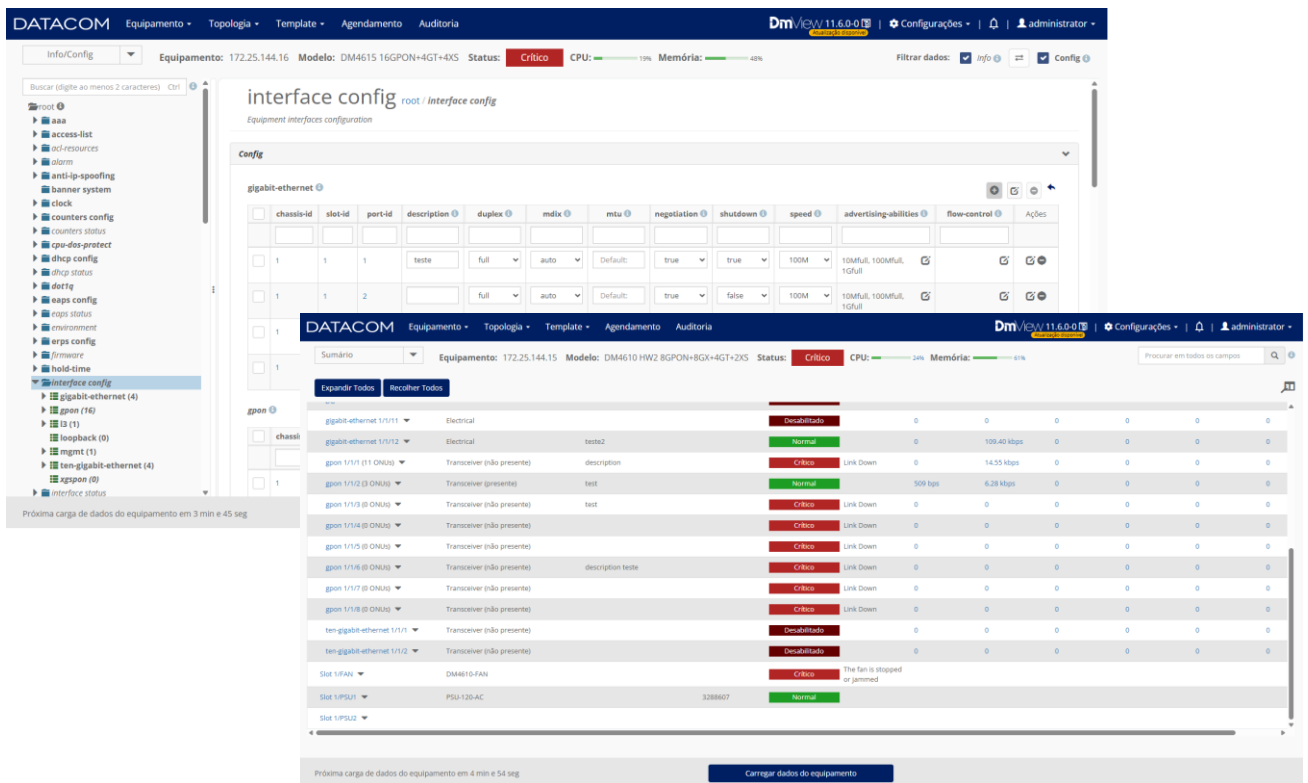 DATACOM Equipamento Topologia Template Agendamento Auditoria DmView 11.6.0-0 Configurações administrator
Atualização disponível
Info/Config Equipamento: 172.25.144.16 Modelo: DM4615 16GPON+4GT+4XS Status: Crítico CPU: 19% Memória: 48% Filtrar dados: Info Config
Buscar (digite ao menos 2 caracteres) Ctrl
root
aaa
access-list
acl-resources
alarm
anti-ip-spoofing
banner system
clock
counters config
counters status
cpu-dos-protect
dhcp config
dhcp status
dot1q
eaps config
eaps status
environment
erps config
firmware
hold-time
interface config
gigabit-ethernet (4)
gpon (16)
l3 (1)
loopback (0)
mgmt (1)
ten-gigabit-ethernet (4)
xgspon (0)
interface status
Próxima carga de dados do equipamento em 3 min e 45 seg
interface config root / interface config
Equipment interfaces configuration
Config
gigabit-ethernet
chassis-id slot-id port-id description duplex mdix mtu negotiation shutdown speed advertising-abilities flow-control Ações
1 1 1 teste full auto Default: true true 100M 10Mfull, 100Mfull,
1Gfull
1 1 2 full auto Default: true false 100M 10Mfull, 100Mfull,
1Gfull
1
1
gpon
chassi
1
DATACOM Equipamento Topologia Template Agendamento Auditoria DmView 11.6.0-0 Configurações administrator
Atualização disponível
Sumário Equipamento: 172.25.144.15 Modelo: DM4610 HW2 8GPON+8GX+4GT+2XS Status: Crítico CPU: 24% Memória: 61% Procurar em todos os campos
Expandir Todos Recolher Todos
gigabit-ethernet 1/1/11 Electrical Desabilitado 0 0 0 0 0 0
gigabit-ethernet 1/1/12 Electrical teste2 Normal 0 109.40 kbps 0 0 0 0
gpon 1/1/1 (11 ONUs) Transceiver (não presente) description Crítico Link Down 0 14.55 kbps 0 0 0 0
gpon 1/1/2 (3 ONUs) Transceiver (presente) test Normal 509 bps 6.28 kbps 0 0 0 0
gpon 1/1/3 (0 ONUs) Transceiver (não presente) test Crítico Link Down 0 0 0 0 0 0
gpon 1/1/4 (0 ONUs) Transceiver (não presente) Crítico Link Down 0 0 0 0 0 0
gpon 1/1/5 (0 ONUs) Transceiver (não presente) Crítico Link Down 0 0 0 0 0 0
gpon 1/1/6 (0 ONUs) Transceiver (não presente) description teste Crítico Link Down 0 0 0 0 0 0
gpon 1/1/7 (0 ONUs) Transceiver (não presente) Crítico Link Down 0 0 0 0 0 0
gpon 1/1/8 (0 ONUs) Transceiver (não presente) Crítico Link Down 0 0 0 0 0 0
ten-gigabit-ethernet 1/1/1 Transceiver (não presente) Desabilitado 0 0 0 0 0 0
ten-gigabit-ethernet 1/1/2 Transceiver (não presente) Desabilitado 0 0 0 0 0 0
Slot 1/FAN DM4610-FAN Crítico The fan is stopped
or jammed
Slot 1/PSU1 PSU-120-AC 3288607 Normal
Slot 1/PSU2
Próxima carga de dados do equipamento em 4 min e 54 seg Carregar dados do equipamento